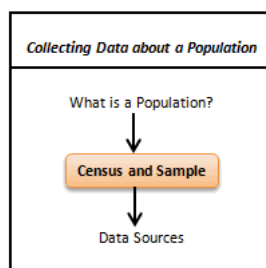 Collecting Data about a Population
What is a Population?
Census and Sample
Data Sources